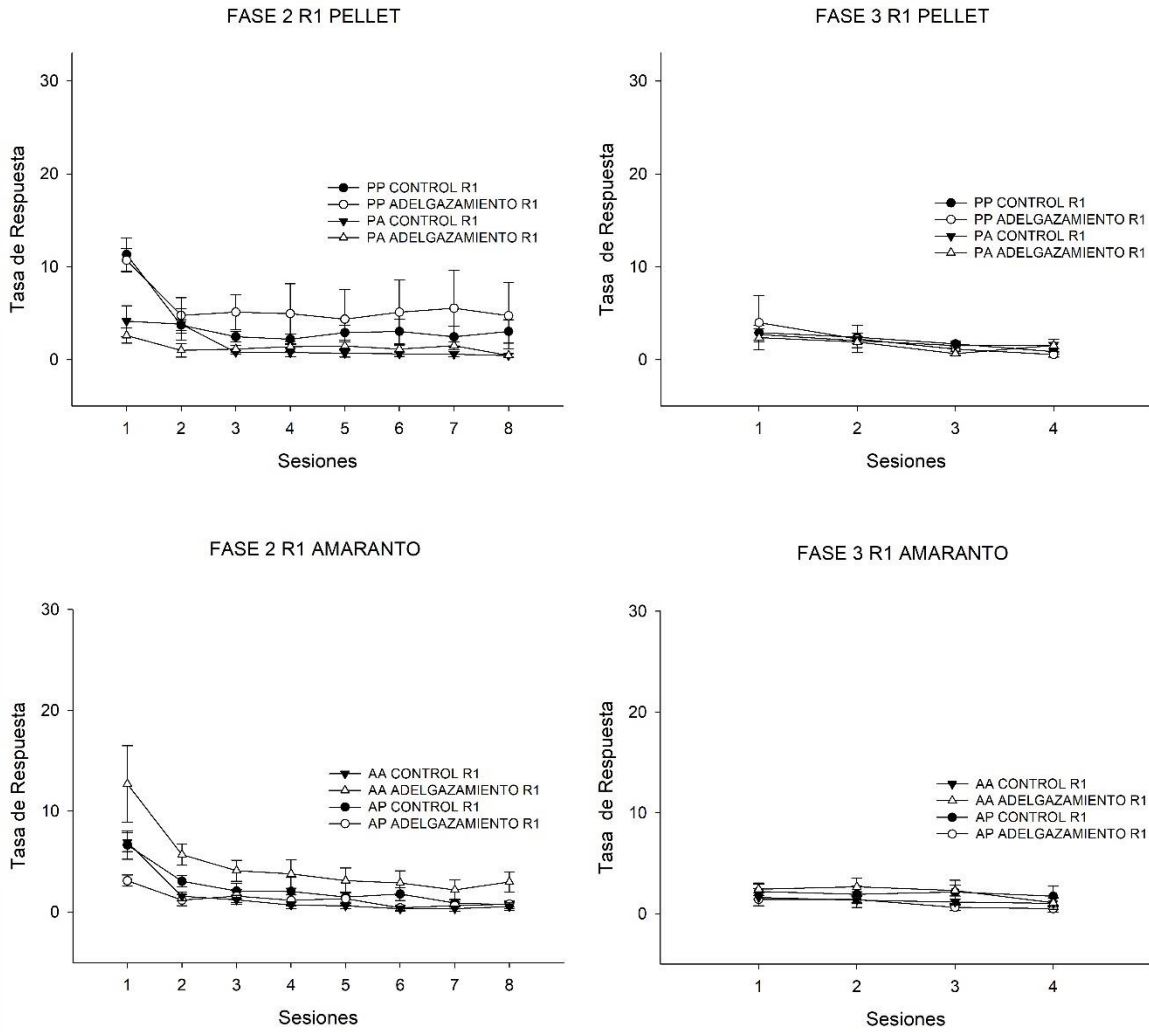 FASE 2 R1 PELLET
Tasa de Respuesta
30
20
10
0
PP CONTROL R1
PP ADELGAZAMIENTO R1
PA CONTROL R1
PA ADELGAZAMIENTO R1
1 2 3 4 5 6 7 8
Sesiones
FASE 3 R1 PELLET
Tasa de Respuesta
30
20
10
0
PP CONTROL R1
PP ADELGAZAMIENTO R1
PA CONTROL R1
PA ADELGAZAMIENTO R1
1 2 3 4
Sesiones
FASE 2 R1 AMARANTO
Tasa de Respuesta
30
20
10
0
AA CONTROL R1
AA ADELGAZAMIENTO R1
AP CONTROL R1
AP ADELGAZAMIENTO R1
1 2 3 4 5 6 7 8
Sesiones
FASE 3 R1 AMARANTO
Tasa de Respuesta
30
20
10
0
AA CONTROL R1
AA ADELGAZAMIENTO R1
AP CONTROL R1
AP ADELGAZAMIENTO R1
1 2 3 4
Sesiones